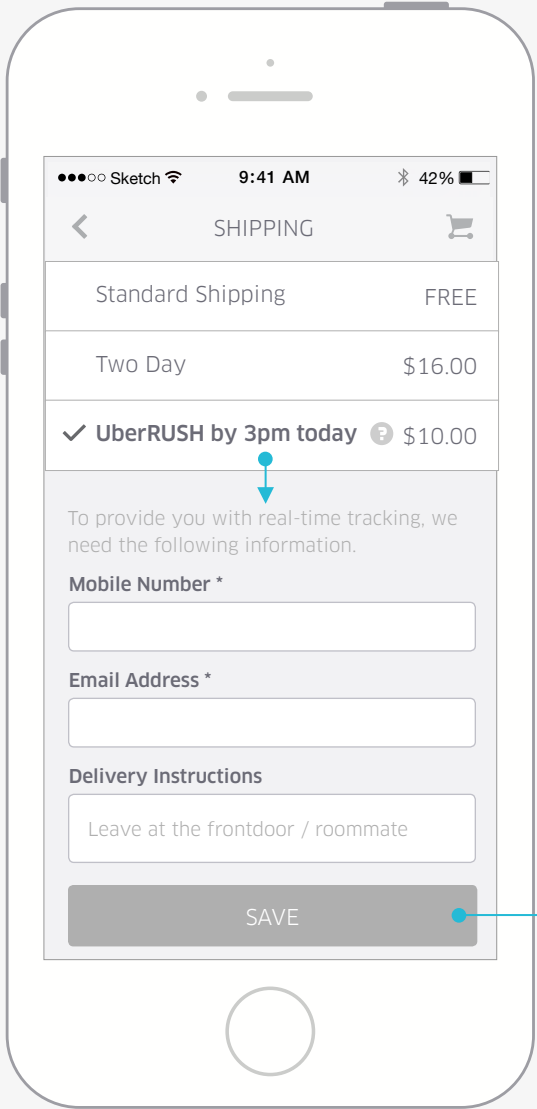 ●●●○○ Sketch 9:41 AM 42%
SHIPPING
Standard Shipping FREE
Two Day $16.00
UberRUSH by 3pm today ? $10.00
To provide you with real-time tracking, we
need the following information.
Mobile Number *
Email Address *
Delivery Instructions
Leave at the frontdoor / roommate
SAVE